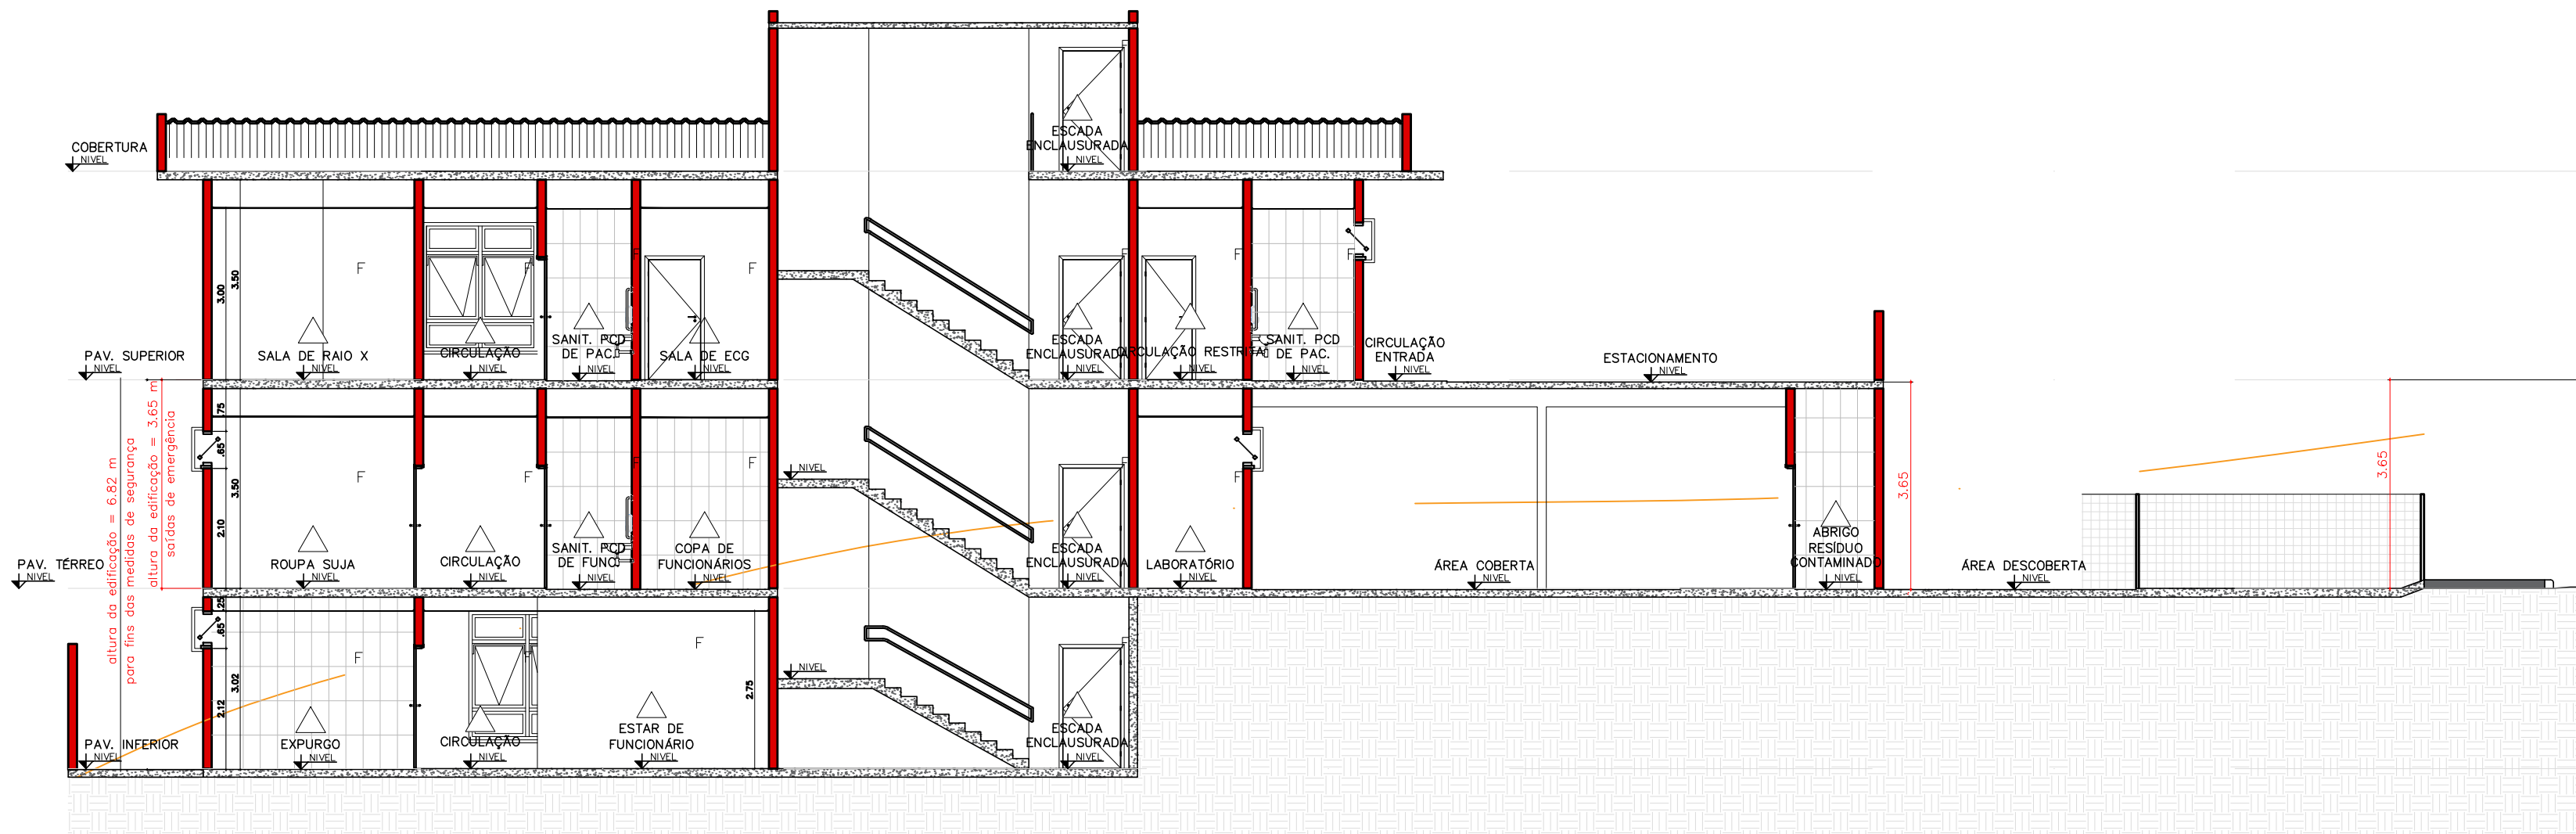 ESCADA
ENCLAUSURADA
NIVEL
COBERTURA
NIVEL
3.00
3.50
F
F
F
F
F
F
PAV. SUPERIOR
NIVEL
SALA DE RAIO X
NIVEL
CIRCULAÇÃO
NIVEL
SANIT. PCD
DE PAC.
NIVEL
SALA DE ECG
NIVEL
ESCADA
ENCLAUSURADA
NIVEL
CIRCULAÇÃO RESTRITA
NIVEL
SANIT. PCD
DE PAC.
NIVEL
CIRCULAÇÃO
ENTRADA
NIVEL
ESTACIONAMENTO
NIVEL
altura da edificação = 6.82 m
para fins das medidas de segurança
altura da edificação = 3.65 m
saídas de emergência
.75
.65
3.50
2.10
F
F
F
F
F
NIVEL
3.65
3.65
PAV. TÉRREO
NIVEL
ROUPA SUJA
NIVEL
CIRCULAÇÃO
NIVEL
SANIT. PCD
DE FUNC.
NIVEL
COPA DE
FUNCIONÁRIOS
NIVEL
ESCADA
ENCLAUSURADA
NIVEL
LABORATÓRIO
NIVEL
ÁREA COBERTA
NIVEL
ABRIGO
RESÍDUO
CONTAMINADO
NIVEL
ÁREA DESCOBERTA
NIVEL
.25
.65
3.02
2.12
F
F
F
2.75
NIVEL
PAV. INFERIOR
NIVEL
EXPURGO
NIVEL
CIRCULAÇÃO
NIVEL
ESTAR DE
FUNCIONÁRIO
NIVEL
ESCADA
ENCLAUSURADA
NIVEL